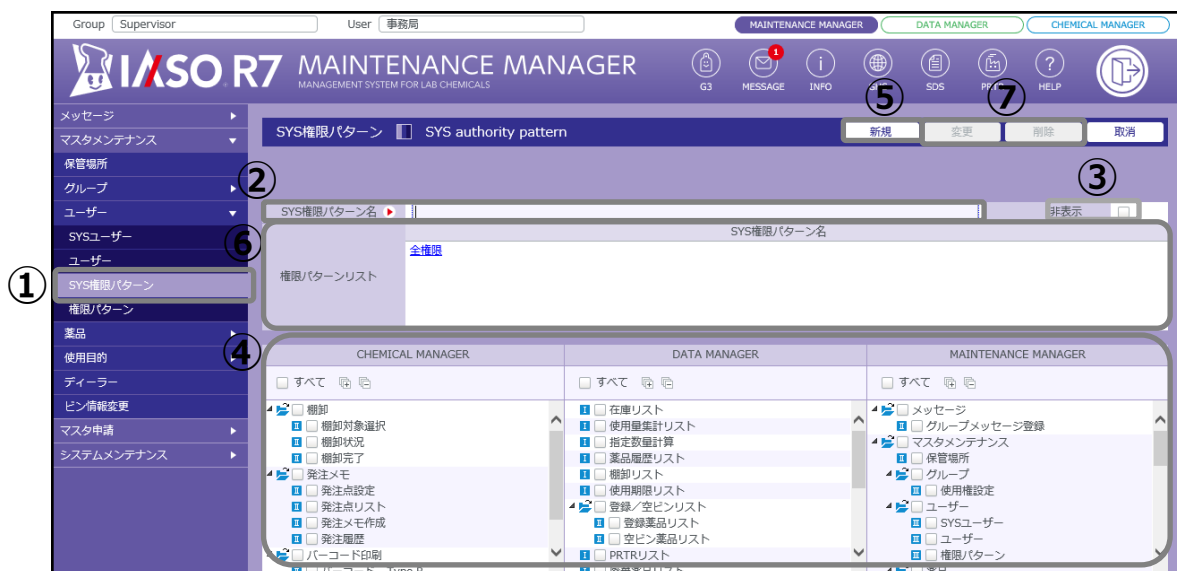 Group Supervisor User 事務局 MAINTENANCE MANAGER DATA MANAGER CHEMICAL MANAGER
IASO R7 MAINTENANCE MANAGER
MANAGEMENT SYSTEM FOR LAB CHEMICALS
G3 MESSAGE 1 INFO SDS HELP
⑤ ⑦
メッセージ
マスタメンテナンス
保管場所
グループ
ユーザー
SYSユーザー
ユーザー
① SYS権限パターン
権限パターン
薬品
使用目的
ディーラー
ビン情報変更
マスタ申請
システムメンテナンス
SYS権限パターン SYS authority pattern 新規 変更 削除 取消
② ③
SYS権限パターン名 非表示
⑥ SYS権限パターン名
権限パターンリスト 全権限
④ CHEMICAL MANAGER DATA MANAGER MAINTENANCE MANAGER
すべて すべて すべて
棚卸 在庫リスト メッセージ
棚卸対象選択 使用量集計リスト グループメッセージ登録
棚卸状況 指定数量計算 マスタメンテナンス
棚卸完了 薬品履歴リスト 保管場所
発注メモ 棚卸リスト グループ
発注点設定 使用期限リスト 使用権設定
発注点リスト 登録／空ビンリスト ユーザー
発注メモ作成 登録薬品リスト SYSユーザー
発注履歴 空ビン薬品リスト ユーザー
バーコード印刷 PRTRリスト 権限パターン